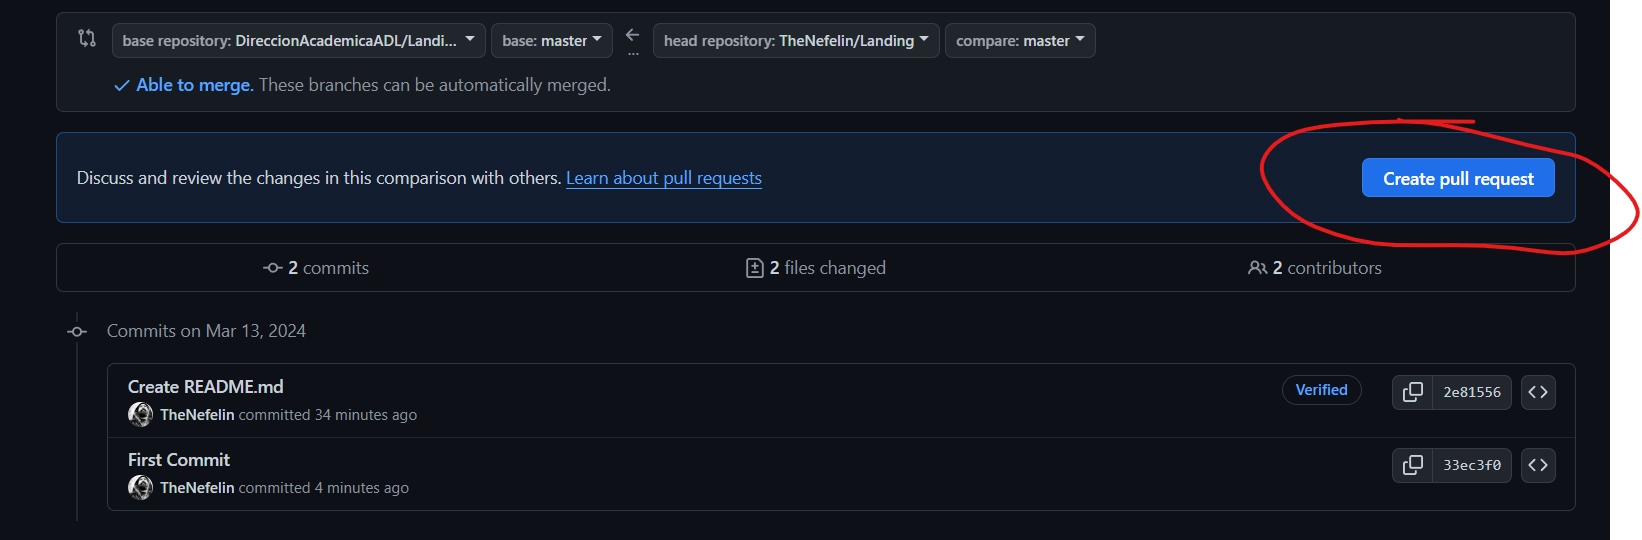 base repository: DireccionAcademicaADL/Landi... base: master ... head repository: TheNefelin/Landing compare: master
Able to merge. These branches can be automatically merged.
Discuss and review the changes in this comparison with others. Learn about pull requests Create pull request
2 commits 2 files changed 2 contributors
Commits on Mar 13, 2024
Create README.md Verified 2e81556
TheNefelin committed 34 minutes ago
First Commit 33ec3f0
TheNefelin committed 4 minutes ago